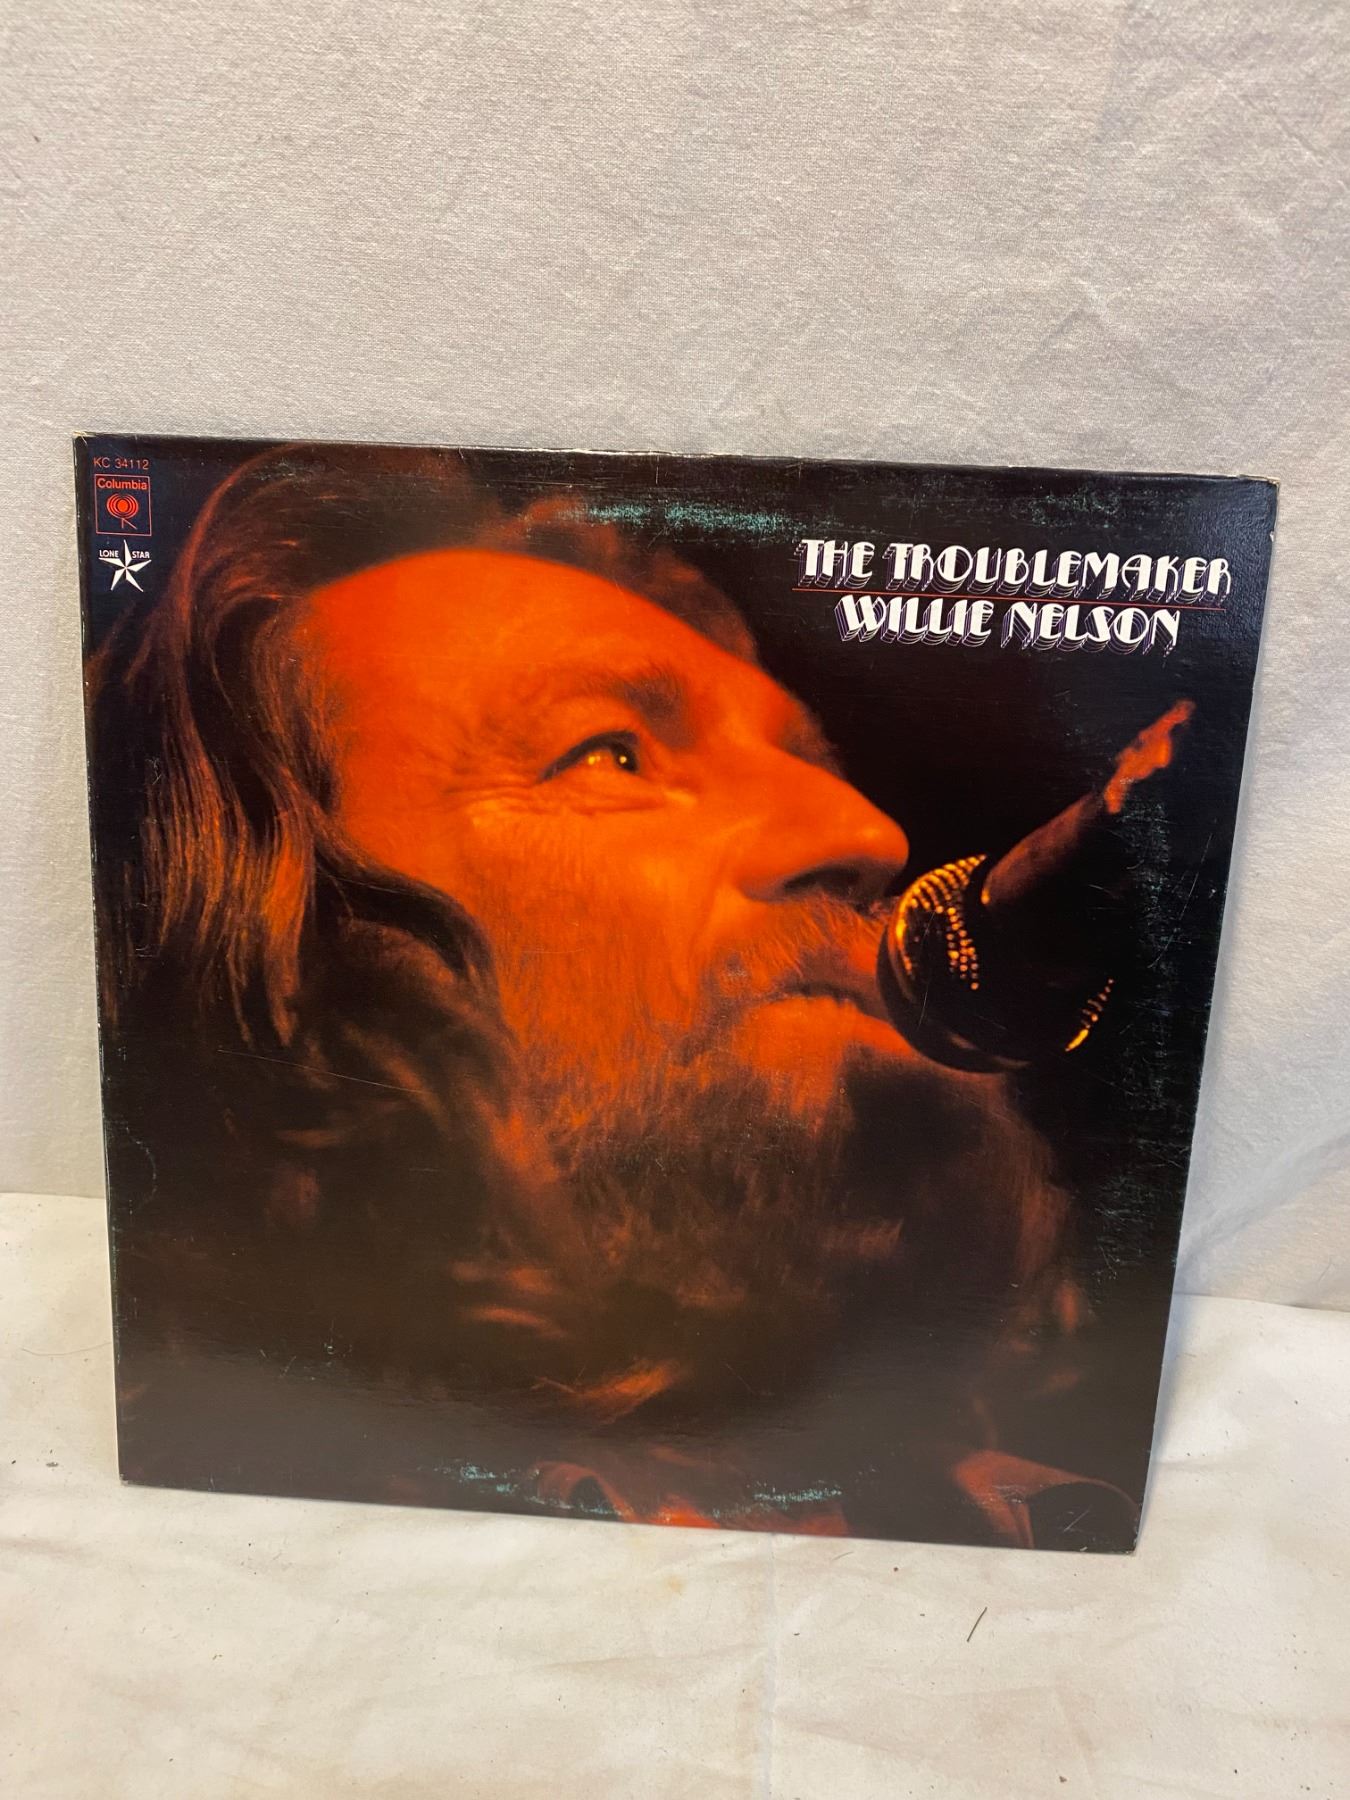 KC 34112
Columbia
LONE STAR
THE TROUBLEMAKER
WILLIE NELSON